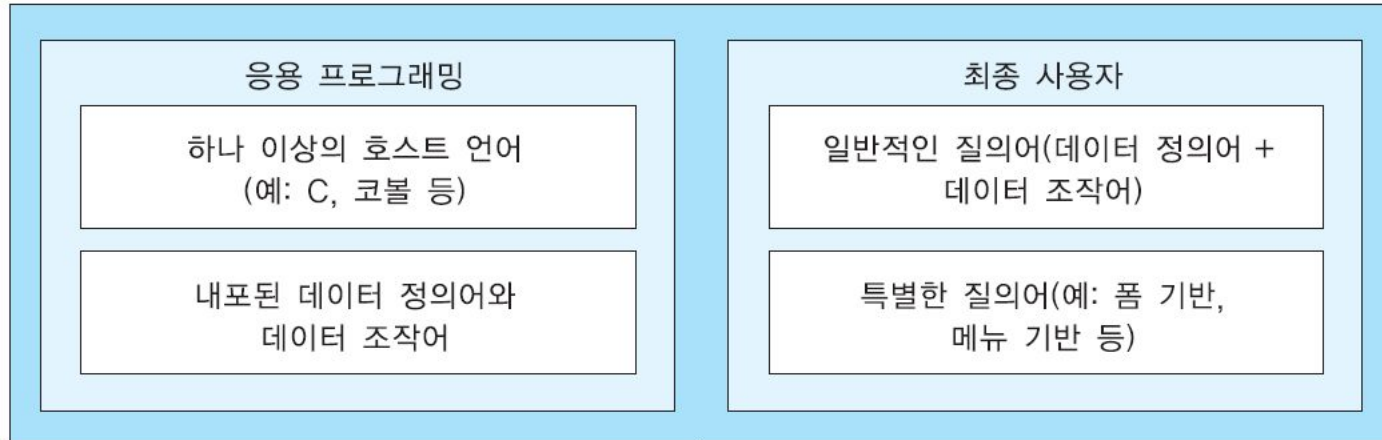 응용 프로그래밍
하나 이상의 호스트 언어
(예: C, 코볼 등)
내포된 데이터 정의어와
데이터 조작어
최종 사용자
일반적인 질의어(데이터 정의어 +
데이터 조작어)
특별한 질의어(예: 폼 기반,
메뉴 기반 등)